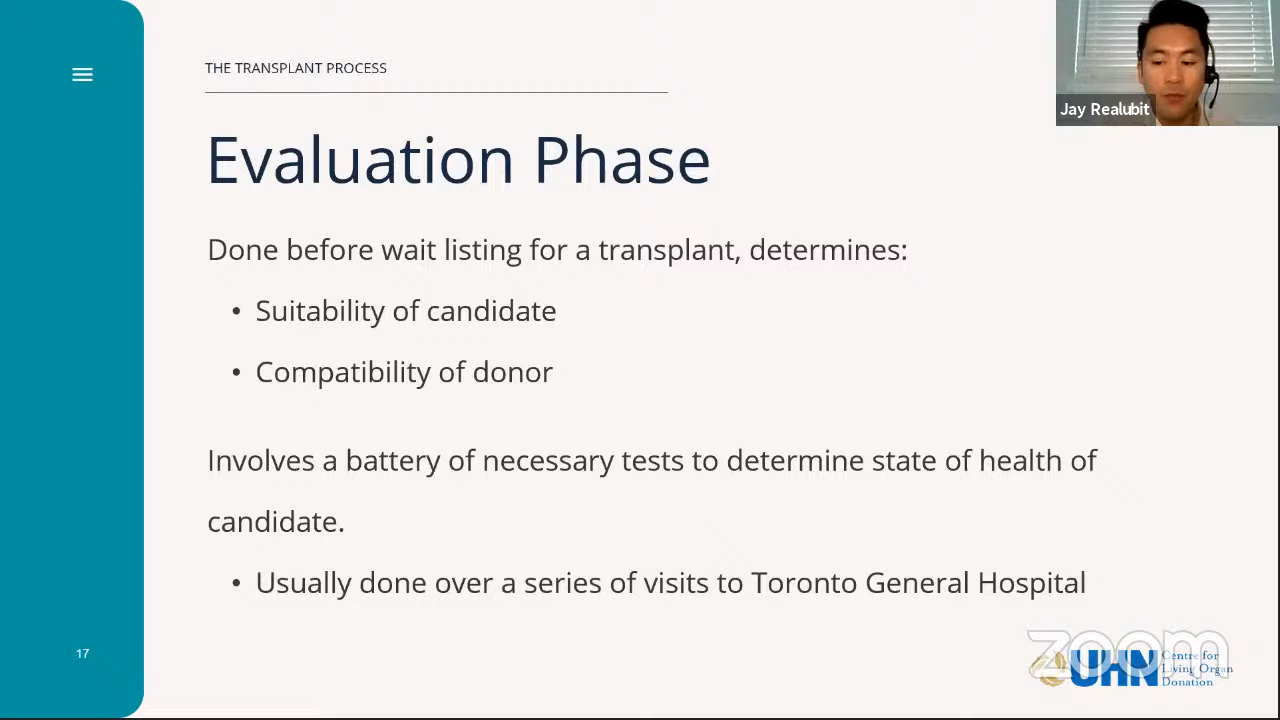 THE TRANSPLANT PROCESS
Jay Realubit
Evaluation Phase
Done before wait listing for a transplant, determines:
• Suitability of candidate
• Compatibility of donor
Involves a battery of necessary tests to determine state of health of
candidate.
• Usually done over a series of visits to Toronto General Hospital
17
zoom
UHN
Centre for
Living Organ
Donation